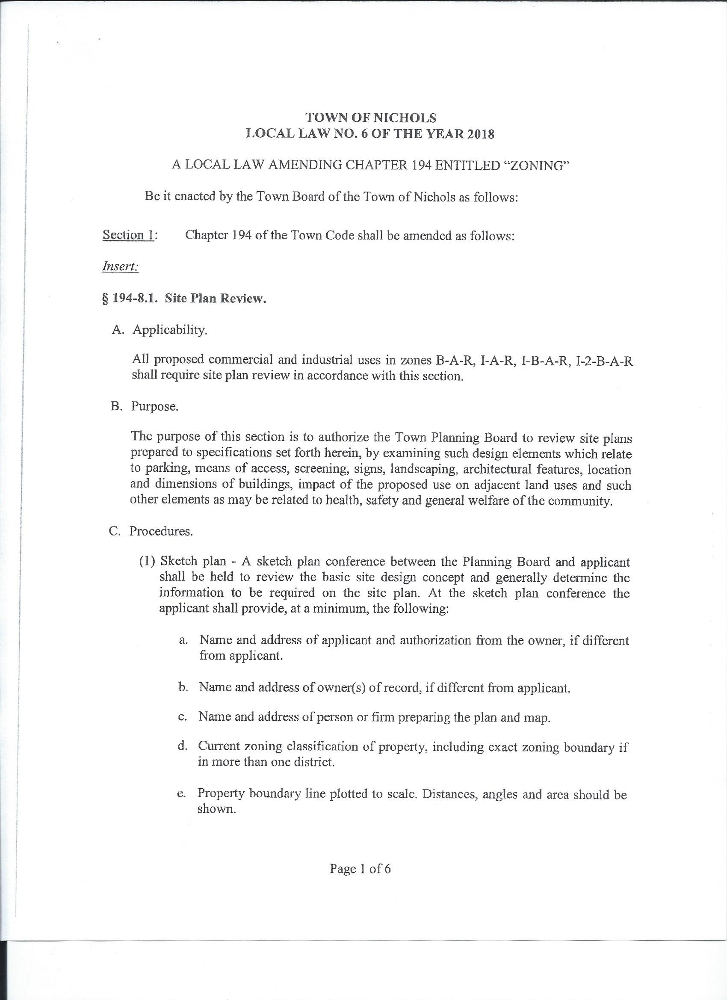 TOWN OF NICHOLS
LOCAL LAW NO. 6 OF THE YEAR 2018
A LOCAL LAW AMENDING CHAPTER 194 ENTITLED “ZONING”
Be it enacted by the Town Board of the Town of Nichols as follows:
Section 1: Chapter 194 of the Town Code shall be amended as follows:
Insert:
§ 194-8.1. Site Plan Review.
A. Applicability.
All proposed commercial and industrial uses in zones B-A-R, I-A-R, I-B-A-R, I-2-B-A-R
shall require site plan review in accordance with this section.
B. Purpose.
The purpose of this section is to authorize the Town Planning Board to review site plans
prepared to specifications set forth herein, by examining such design elements which relate
to parking, means of access, screening, signs, landscaping, architectural features, location
and dimensions of buildings, impact of the proposed use on adjacent land uses and such
other elements as may be related to health, safety and general welfare of the community.
C. Procedures.
(1) Sketch plan - A sketch plan conference between the Planning Board and applicant
shall be held to review the basic site design concept and generally determine the
information to be required on the site plan. At the sketch plan conference the
applicant shall provide, at a minimum, the following:
a. Name and address of applicant and authorization from the owner, if different
from applicant.
b. Name and address of owner(s) of record, if different from applicant.
c. Name and address of person or firm preparing the plan and map.
d. Current zoning classification of property, including exact zoning boundary if
in more than one district.
e. Property boundary line plotted to scale. Distances, angles and area should be
shown.
Page 1 of 6